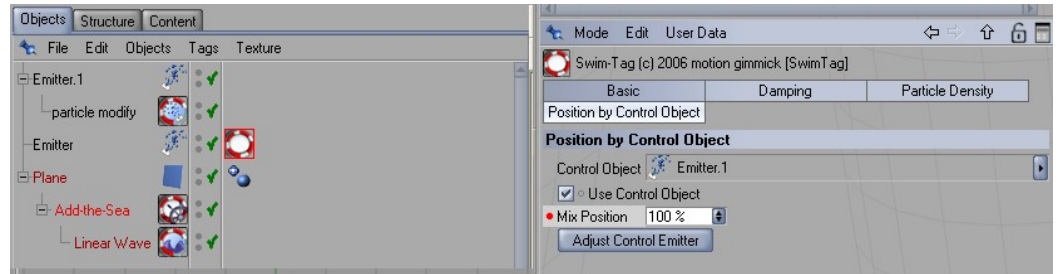 Objects Structure Content
File Edit Objects Tags Texture
Emitter.1
particle modify
Emitter
Plane
Add-the-Sea
Linear Wave
Mode Edit User Data
Swim-Tag (c) 2006 motion gimmick [SwimTag]
Basic Damping Particle Density
Position by Control Object
Position by Control Object
Control Object Emitter.1
Use Control Object
Mix Position 100 %
Adjust Control Emitter